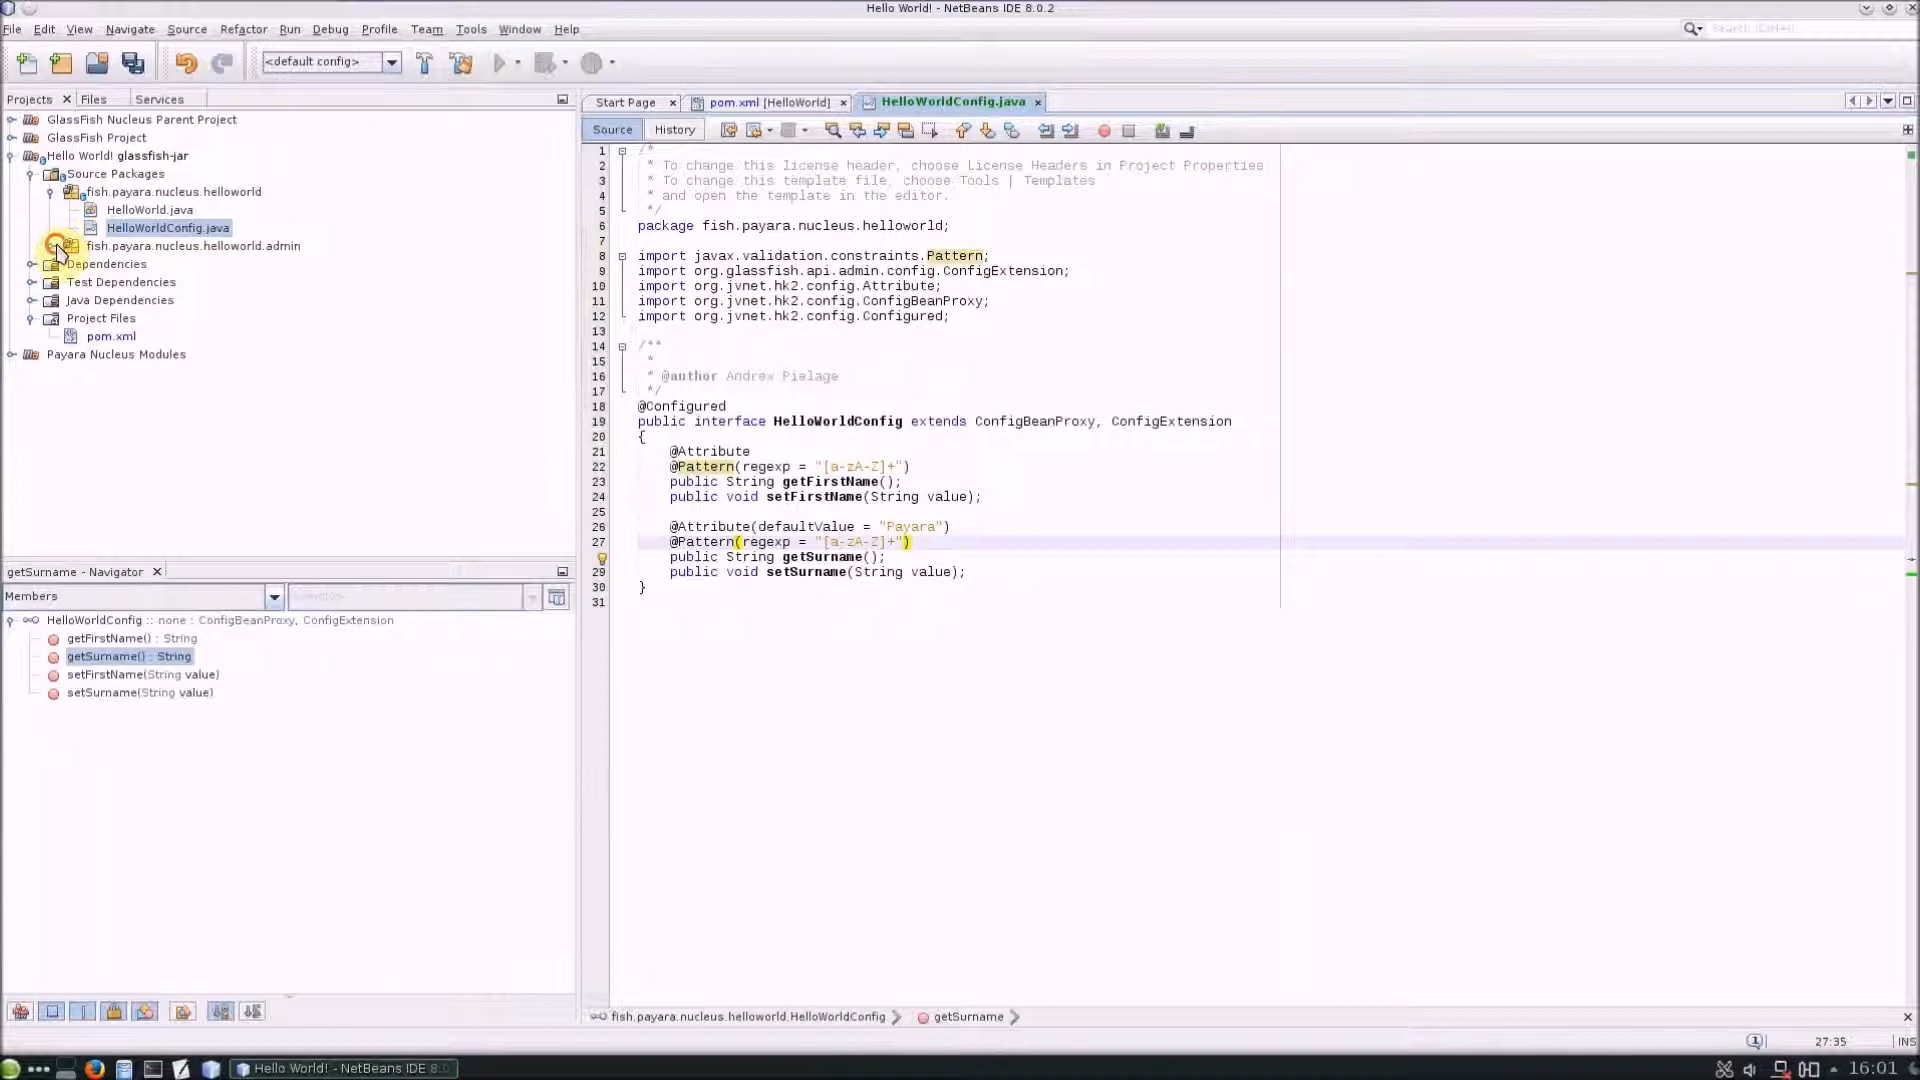 Hello World! - NetBeans IDE 8.0.2
File Edit View Navigate Source Refactor Run Debug Profile Team Tools Window Help
Search (Ctrl+I)
<default config>
Projects Files Services
GlassFish Nucleus Parent Project
GlassFish Project
Hello World! glassfish-jar
Source Packages
fish.payara.nucleus.helloworld
HelloWorld.java
HelloWorldConfig.java
fish.payara.nucleus.helloworld.admin
Dependencies
Test Dependencies
Java Dependencies
Project Files
pom.xml
Payara Nucleus Modules
getSurname - Navigator
Members
HelloWorldConfig :: none : ConfigBeanProxy, ConfigExtension
getFirstName() : String
getSurname() : String
setFirstName(String value)
setSurname(String value)
Start Page pom.xml [HelloWorld] HelloWorldConfig.java
Source History
1 /*
2 * To change this license header, choose License Headers in Project Properties
3 * To change this template file, choose Tools | Templates
4 * and open the template in the editor.
5 */
6 package fish.payara.nucleus.helloworld;
7
8 import javax.validation.constraints.Pattern;
9 import org.glassfish.api.admin.config.ConfigExtension;
10 import org.jvnet.hk2.config.Attribute;
11 import org.jvnet.hk2.config.ConfigBeanProxy;
12 import org.jvnet.hk2.config.Configured;
13
14 /**
15 *
16 * @author Andrew Pielage
17 */
18 @Configured
19 public interface HelloWorldConfig extends ConfigBeanProxy, ConfigExtension
20 {
21 @Attribute
22 @Pattern(regexp = "[a-zA-Z]+")
23 public String getFirstName();
24 public void setFirstName(String value);
25
26 @Attribute(defaultValue = "Payara")
27 @Pattern(regexp = "[a-zA-Z]+")
public String getSurname();
29 public void setSurname(String value);
30 }
31
fish.payara.nucleus.helloworld.HelloWorldConfig getSurname
1 27:35 INS
Hello World! - NetBeans IDE 8.0
16:01